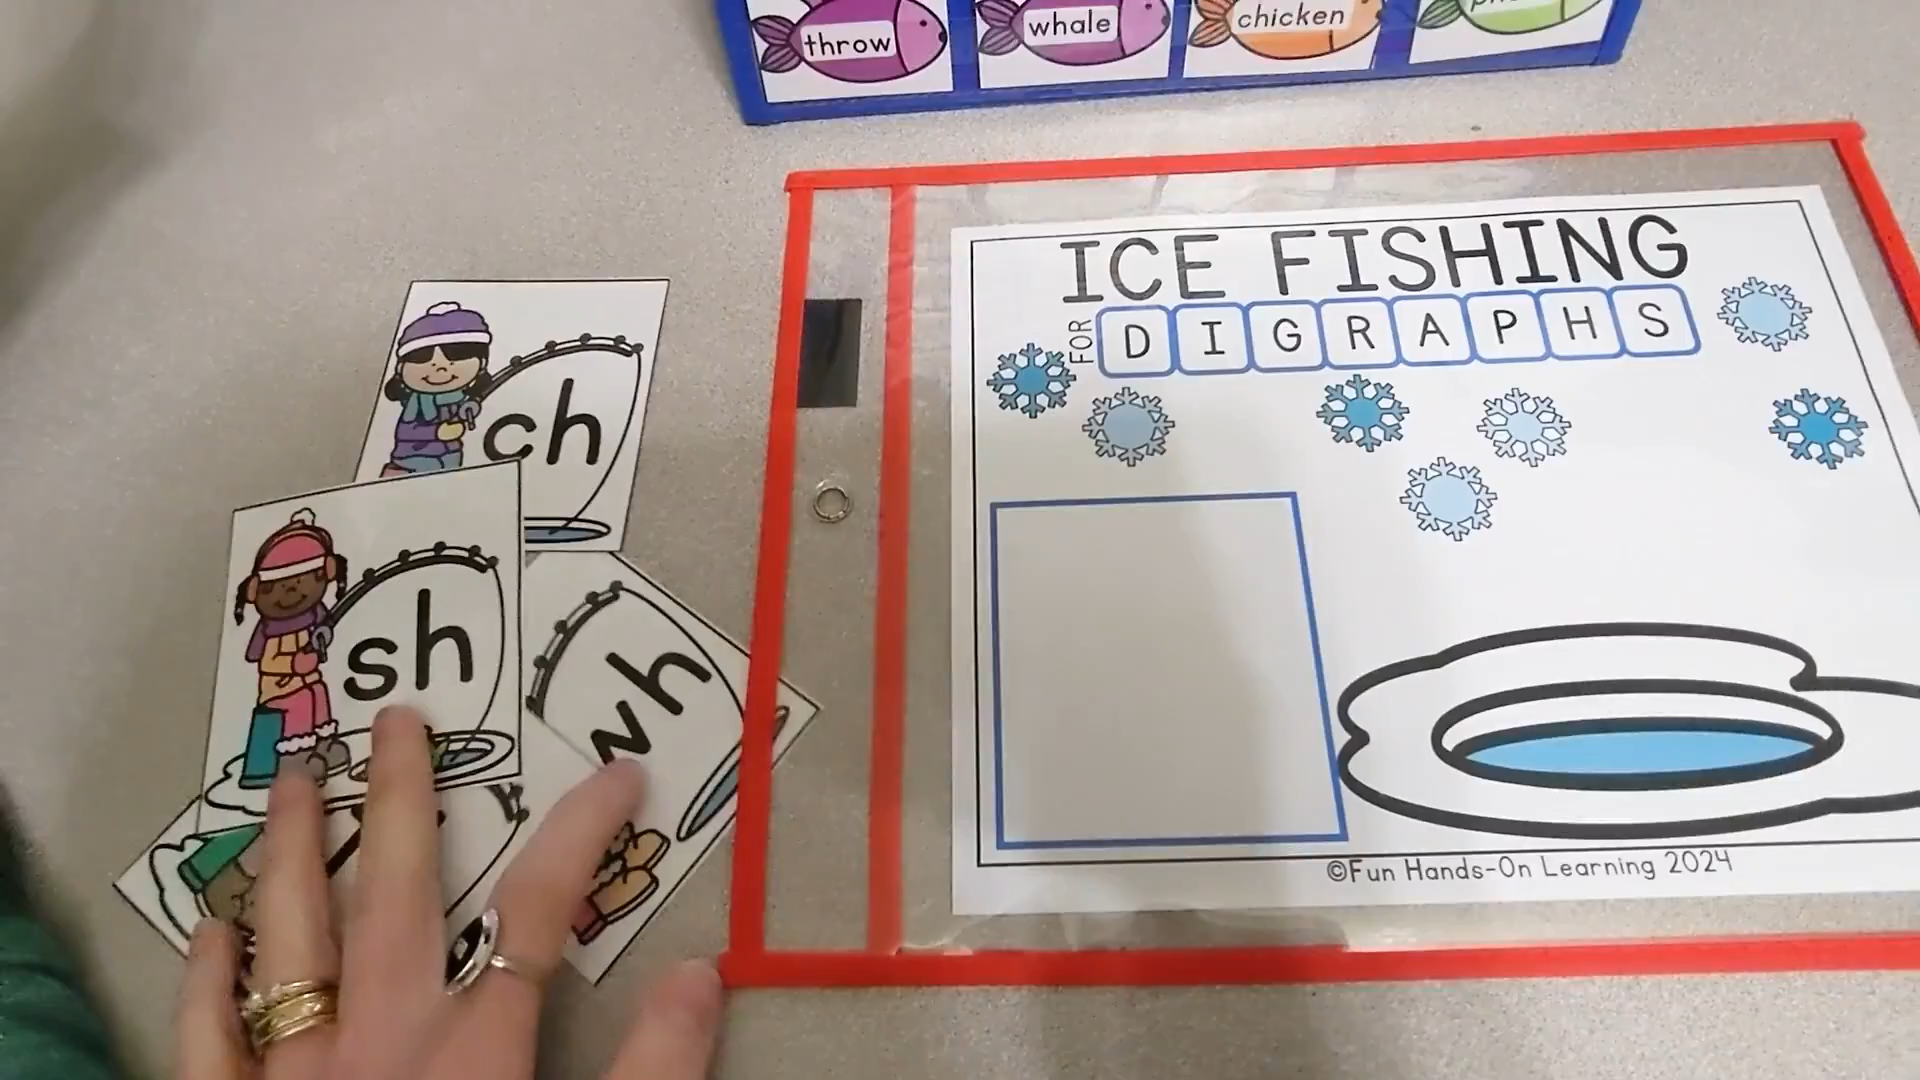 throw
whale
chicken
ICE FISHING
FOR DIGRAPHS
ch
sh
wh
©Fun Hands-On Learning 2024